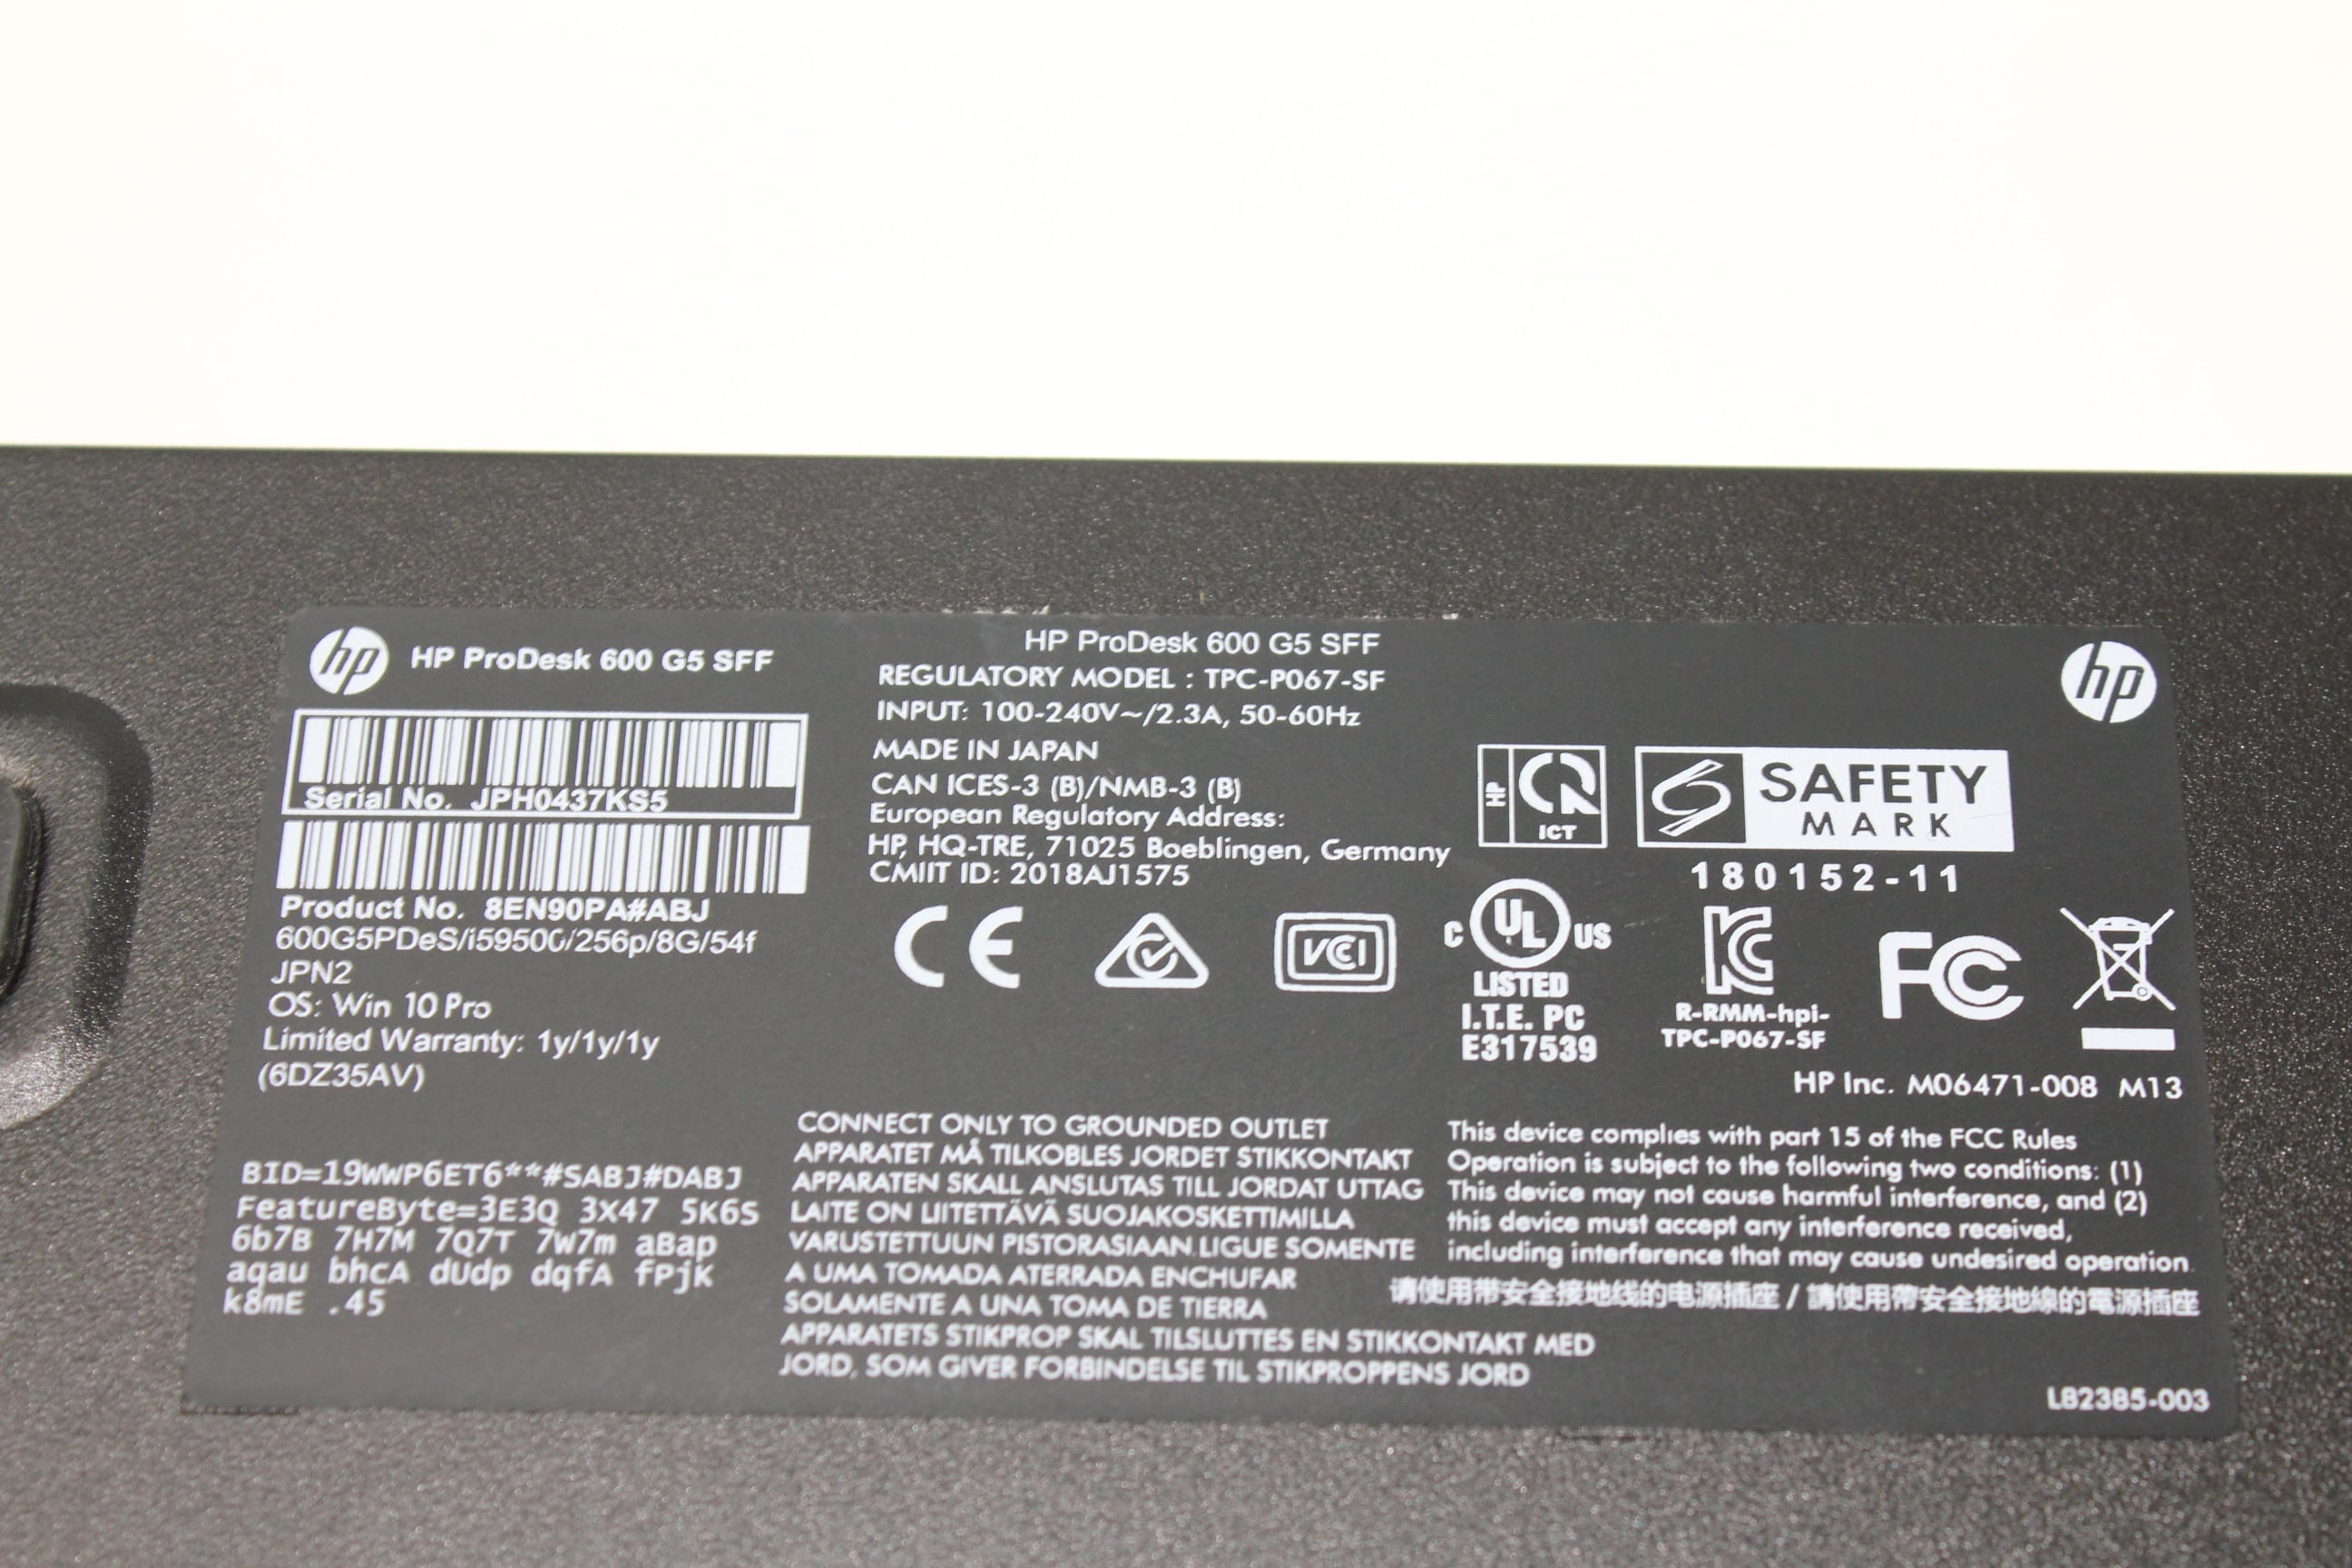 hp HP ProDesk 600 G5 SFF
Serial No. JPH0437KS5
Product No. 8EN90PA#ABJ
600G5PDeS/i59500/256p/8G/54f
JPN2
OS: Win 10 Pro
Limited Warranty: 1y/1y/1y
(6DZ35AV)
BID=19WWP6ET6**#SABJ#DABJ
FeatureByte=3E3Q 3X47 5K6S
6b7B 7H7M 7Q7T 7W7m aBap
aqau bhcA dUdp dqfA fPjK
k8mE .45
HP ProDesk 600 G5 SFF
REGULATORY MODEL : TPC-P067-SF
INPUT: 100-240V~/2.3A, 50-60Hz
MADE IN JAPAN
CAN ICES-3 (B)/NMB-3 (B)
European Regulatory Address:
HP, HQ-TRE, 71025 Boeblingen, Germany
CMIIT ID: 2018AJ1575
CE
VCI
hp
HP ICT
SAFETY
MARK
180152-11
C UL US
LISTED
I.T.E. PC
E317539
KC
R-RMM-hpi-
TPC-P067-SF
FC
HP Inc. M06471-008 M13
CONNECT ONLY TO GROUNDED OUTLET
APPARATET MÅ TILKOBLES JORDET STIKKONTAKT
APPARATEN SKALL ANSLUTAS TILL JORDAT UTTAG
LAITE ON LIITETTÄVÄ SUOJAKOSKETTIMILLA
VARUSTETTUUN PISTORASIAAN.LIGUE SOMENTE
A UMA TOMADA ATERRADA ENCHUFAR
SOLAMENTE A UNA TOMA DE TIERRA
APPARATETS STIKPROP SKAL TILSLUTTES EN STIKKONTAKT MED
JORD, SOM GIVER FORBINDELSE TIL STIKPROPPENS JORD
This device complies with part 15 of the FCC Rules
Operation is subject to the following two conditions: (1)
This device may not cause harmful interference, and (2)
this device must accept any interference received,
including interference that may cause undesired operation.
请使用带安全接地线的电源插座 / 請使用帶安全接地線的電源插座
L82385-003